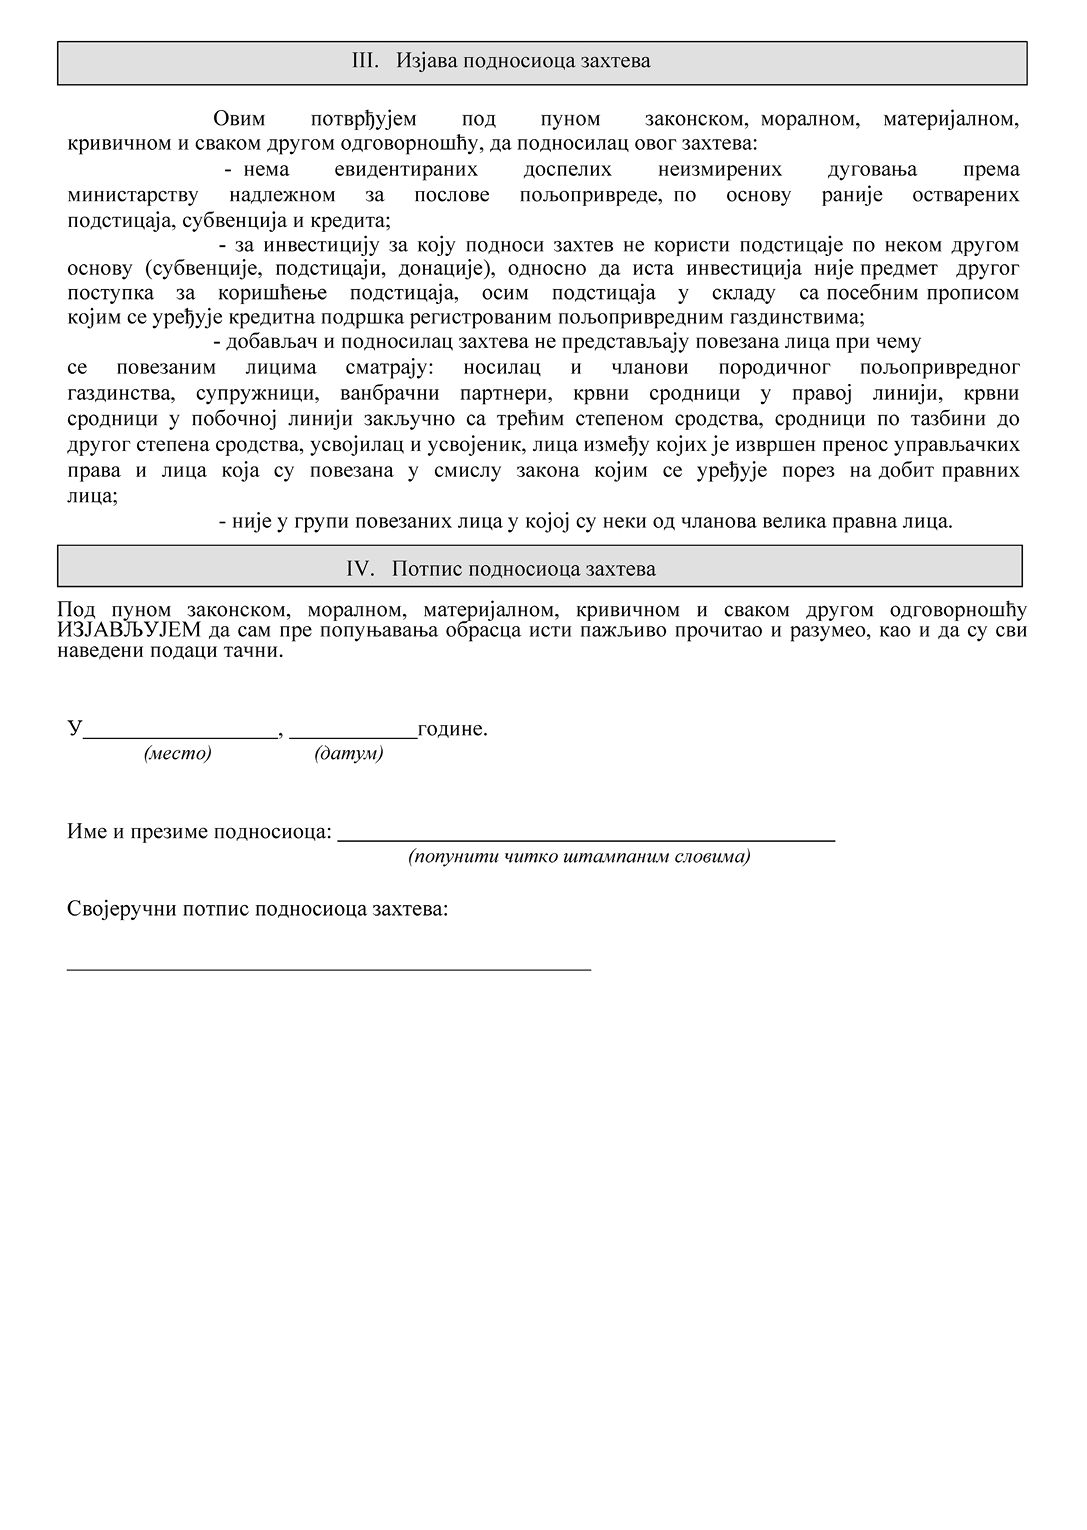 III. Изјава подносиоца захтева
Овим потврђујем под пуном законском, моралном, материјалном,
кривичном и сваком другом одговорношћу, да подносилац овог захтева:
- нема евидентираних доспелих неизмирених дуговања према
министарству надлежном за послове пољопривреде, по основу раније остварених
подстицаја, субвенција и кредита;
- за инвестицију за коју подноси захтев не користи подстицаје по неком другом
основу (субвенције, подстицаји, донације), односно да иста инвестиција није предмет другог
поступка за коришћење подстицаја, осим подстицаја у складу са посебним прописом
којим се уређује кредитна подршка регистрованим пољопривредним газдинствима;
- добављач и подносилац захтева не представљају повезана лица при чему
се повезаним лицима сматрају: носилац и чланови породичног пољопривредног
газдинства, супружници, ванбрачни партнери, крвни сродници у правој линији, крвни
сродници у побочној линији закључно са трећим степеном сродства, сродници по тазбини до
другог степена сродства, усвојилац и усвојеник, лица између којих је извршен пренос управљачких
права и лица која су повезана у смислу закона којим се уређује порез на добит правних
лица;
- није у групи повезаних лица у којој су неки од чланова велика правна лица.
IV. Потпис подносиоца захтева
Под пуном законском, моралном, материјалном, кривичном и сваком другом одговорношћу
ИЗЈАВЉУЈЕМ да сам пре попуњавања обрасца исти пажљиво прочитао и разумео, као и да су сви
наведени подаци тачни.
У__________________, ____________године.
(место) (датум)
Име и презиме подносиоца: ______________________________________________
(попунити читко штампаним словима)
Својеручни потпис подносиоца захтева:
________________________________________________